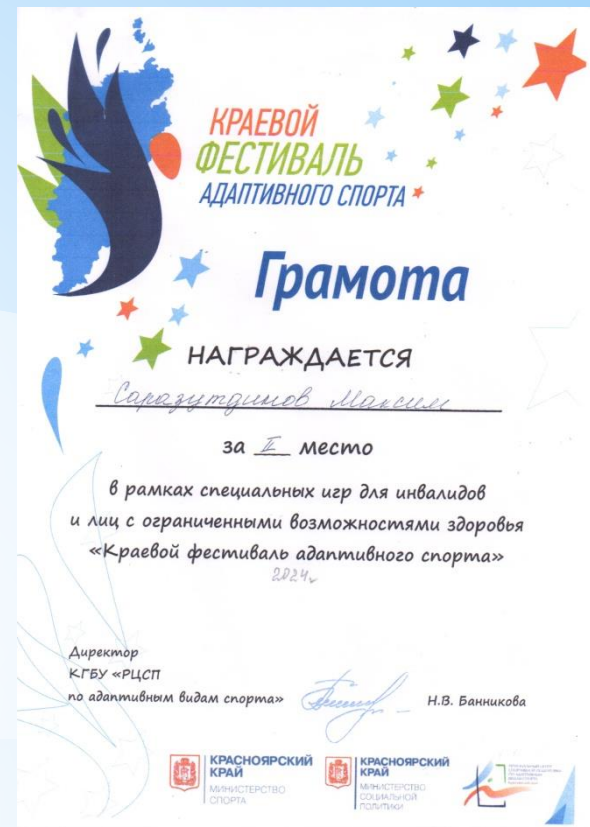 КРАЕВОЙ
ФЕСТИВАЛЬ
АДАПТИВНОГО СПОРТА
Грамота
НАГРАЖДАЕТСЯ
Саразутдинов Максим
за II место
в рамках специальных игр для инвалидов
и лиц с ограниченными возможностями здоровья
«Краевой фестиваль адаптивного спорта»
2024г
Директор
КГБУ «РЦСП
по адаптивным видам спорта»
Н.В. Банникова
КРАСНОЯРСКИЙ
КРАЙ
МИНИСТЕРСТВО
СПОРТА
КРАСНОЯРСКИЙ
КРАЙ
МИНИСТЕРСТВО
СОЦИАЛЬНОЙ
ПОЛИТИКИ